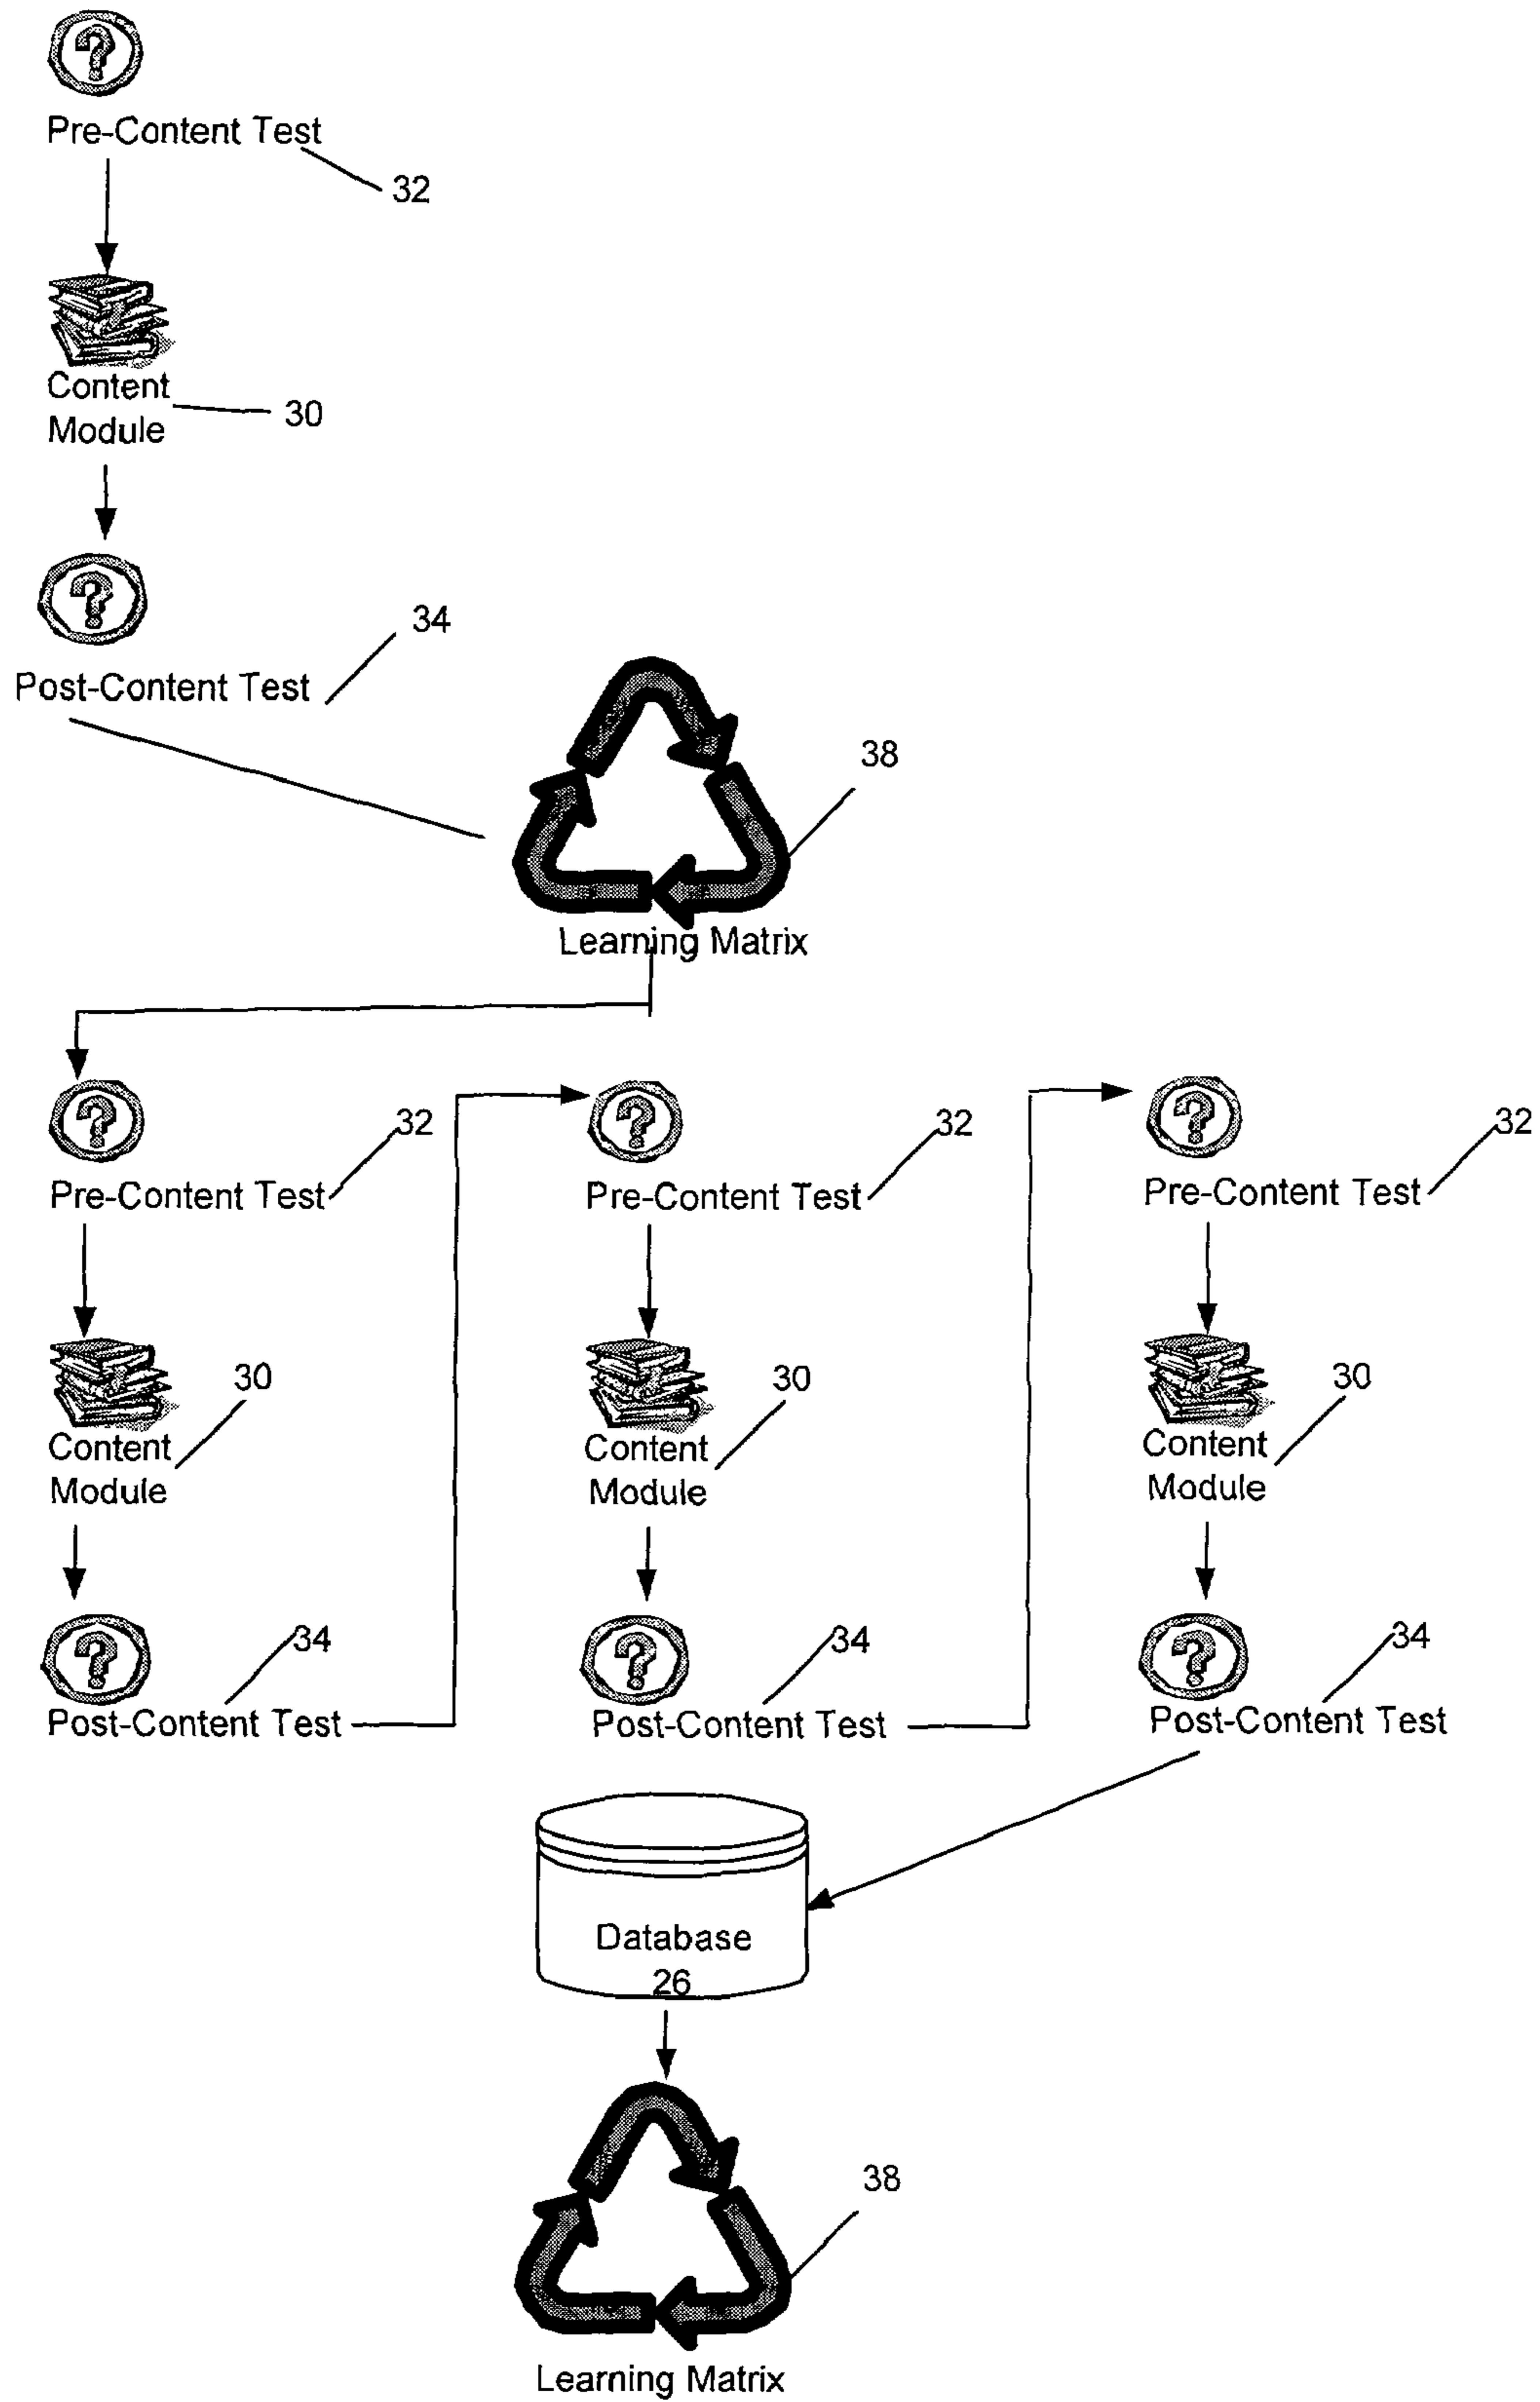 Pre-Content Test
32
Content
Module
30
34
Post-Content Test
38
Learning Matrix
32
32
32
Pre-Content Test
Pre-Content Test
Pre-Content Test
30
30
30
Content
Module
Content
Module
Content
Module
34
34
34
Post-Content Test
Post-Content Test
Post-Content Test
Database
26
38
Learning Matrix